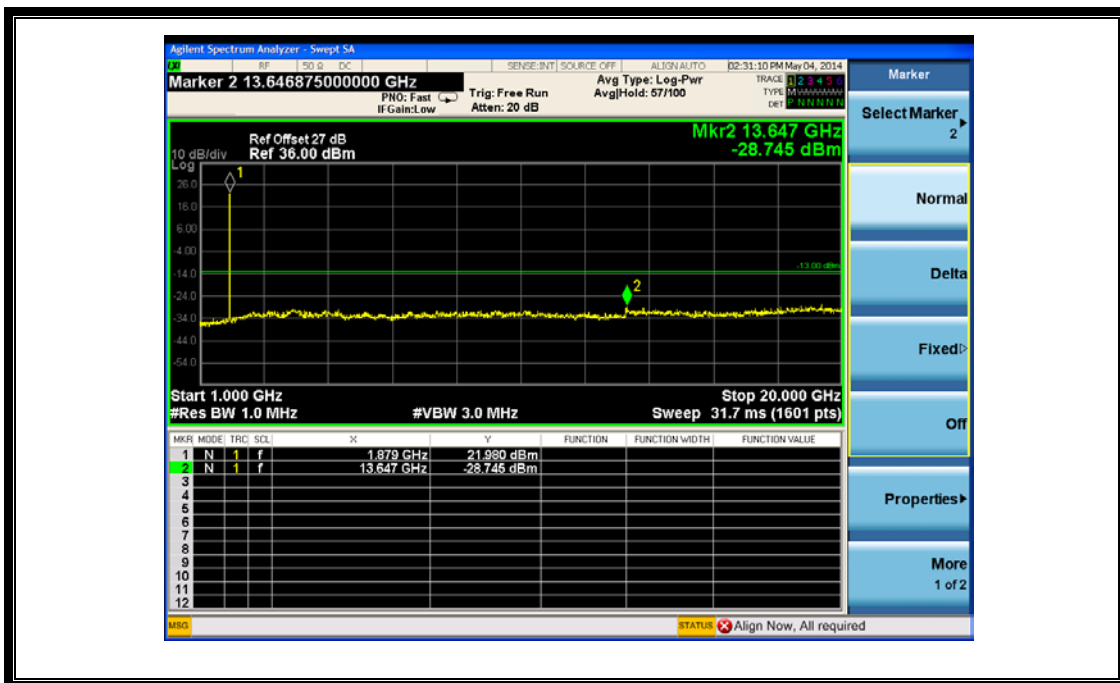 Agilent Spectrum Analyzer - Swept SA
LXI RF 50 Ω DC SENSE:INT SOURCE OFF ALIGN AUTO 02:31:10 PM May 04, 2014
Marker 2 13.646875000000 GHz
PNO: Fast
IFGain:Low
Trig: Free Run
Atten: 20 dB
Avg Type: Log-Pwr
Avg|Hold: 57/100
TRACE 1 2 3 4 5 6
TYPE M WWWWW
DET P N N N N N
Ref Offset 27 dB
Ref 36.00 dBm
10 dB/div
Log
Mkr2 13.647 GHz
-28.745 dBm
26.0
16.0
6.00
-4.00
-14.0
-24.0
-34.0
-44.0
-54.0
1
2
-13.00 dBm
Start 1.000 GHz Stop 20.000 GHz
#Res BW 1.0 MHz #VBW 3.0 MHz Sweep 31.7 ms (1601 pts)
MKR MODE TRC SCL X Y FUNCTION FUNCTION WIDTH FUNCTION VALUE
1 N 1 f 1.879 GHz 21.980 dBm
2 N 1 f 13.647 GHz -28.745 dBm
3
4
5
6
7
8
9
10
11
12
MSG STATUS Align Now, All required
Marker
Select Marker
2
Normal
Delta
Fixed
Off
Properties
More
1 of 2